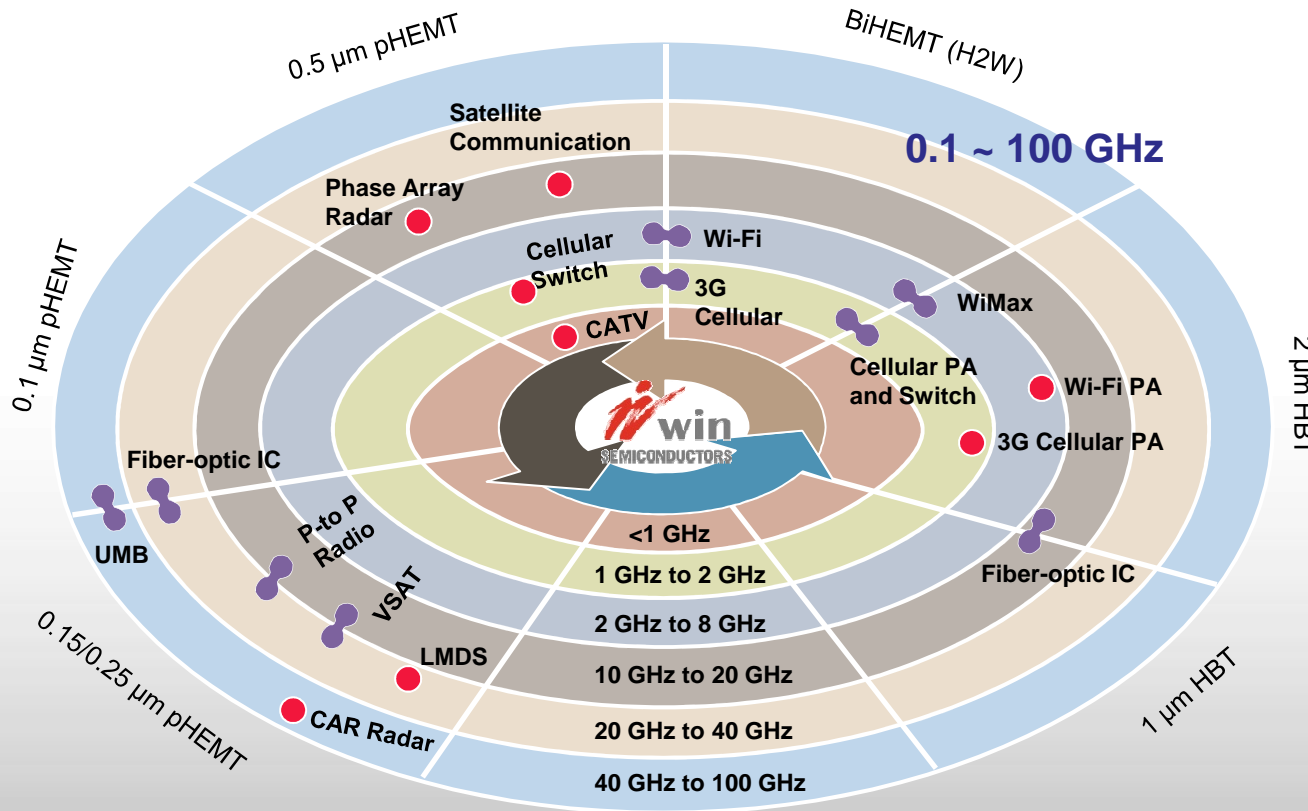 0.5 µm pHEMT
BiHEMT (H2W)
Satellite
Communication
0.1 ~ 100 GHz
Phase Array
Radar
Cellular
Switch
Wi-Fi
3G
Cellular
WiMax
CATV
Cellular PA
and Switch
Wi-Fi PA
3G Cellular PA
2 µm HBT
0.1 µm pHEMT
win
SEMICONDUCTORS
Fiber-optic IC
UMB
P-to P
Radio
VSAT
LMDS
CAR Radar
0.15/0.25 µm pHEMT
Fiber-optic IC
1 µm HBT
<1 GHz
1 GHz to 2 GHz
2 GHz to 8 GHz
10 GHz to 20 GHz
20 GHz to 40 GHz
40 GHz to 100 GHz